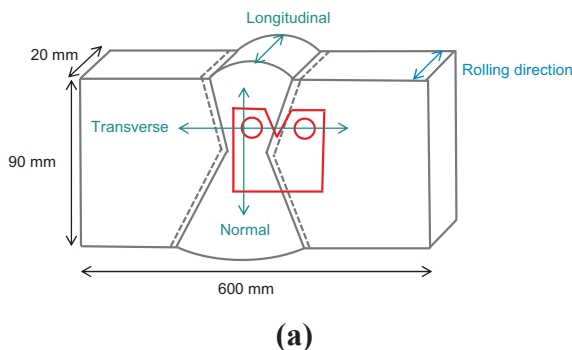 Longitudinal
20 mm
Rolling direction
Transverse
90 mm
Normal
600 mm
(a)